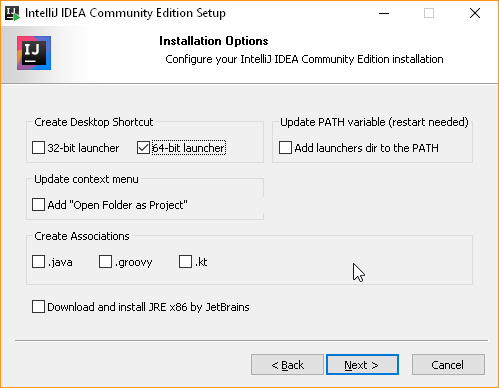 IntelliJ IDEA Community Edition Setup
IJ
Installation Options
Configure your IntelliJ IDEA Community Edition installation
Create Desktop Shortcut
Update PATH variable (restart needed)
32-bit launcher
64-bit launcher
Add launchers dir to the PATH
Update context menu
Add "Open Folder as Project"
Create Associations
.java
.groovy
.kt
Download and install JRE x86 by JetBrains
< Back
Next >
Cancel